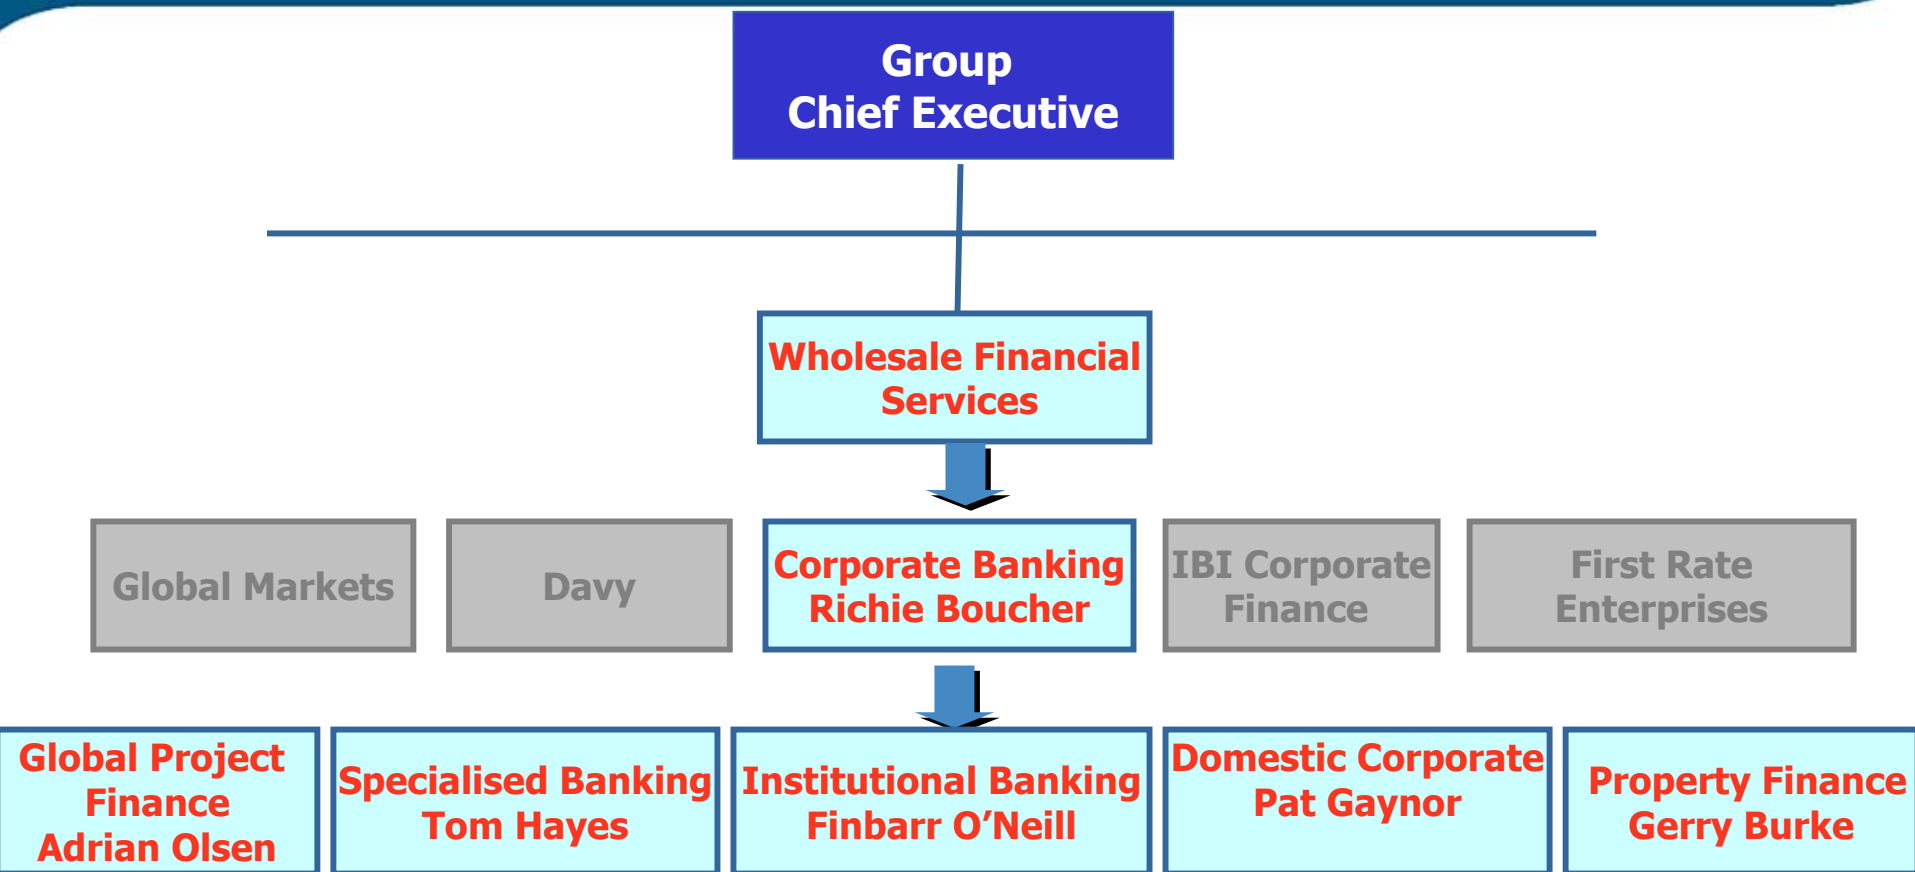 Group
Chief Executive
Wholesale Financial
Services
Global Markets
Davy
Corporate Banking
Richie Boucher
IBI Corporate
Finance
First Rate
Enterprises
Global Project
Finance
Adrian Olsen
Specialised Banking
Tom Hayes
Institutional Banking
Finbarr O’Neill
Domestic Corporate
Pat Gaynor
Property Finance
Gerry Burke